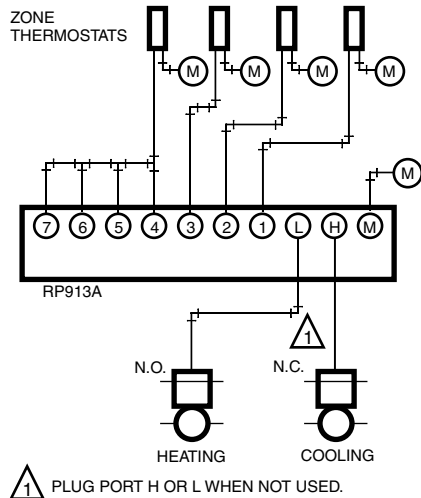 ZONE
THERMOSTATS
M M M M
M
7 6 5 4 3 2 1 L H M
RP913A
1
N.O. N.C.
HEATING COOLING
1 PLUG PORT H OR L WHEN NOT USED.